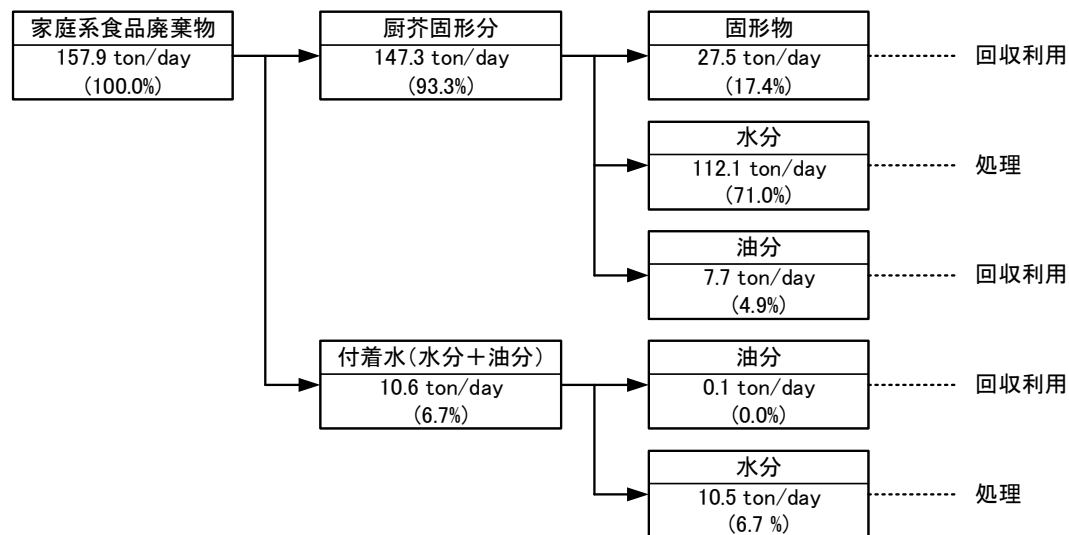 家庭系食品廃棄物
157.9 ton/day
(100.0%)
厨芥固形分
147.3 ton/day
(93.3%)
固形物
27.5 ton/day
(17.4%)
回収利用
水分
112.1 ton/day
(71.0%)
処理
油分
7.7 ton/day
(4.9%)
回収利用
付着水(水分＋油分)
10.6 ton/day
(6.7%)
油分
0.1 ton/day
(0.0%)
回収利用
水分
10.5 ton/day
(6.7 %)
処理